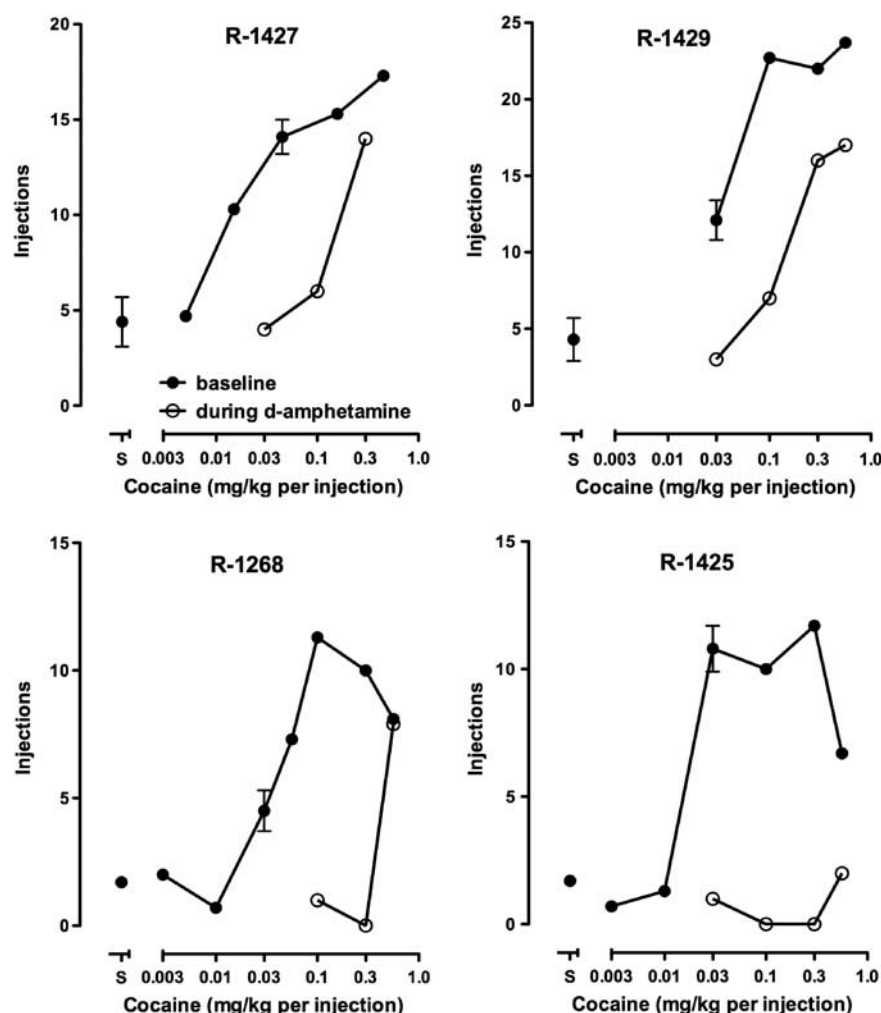 R-1427
20
15
10
5
0
Injections
baseline
during d-amphetamine
S 0.003 0.01 0.03 0.1 0.3 1.0
Cocaine (mg/kg per injection)
R-1429
25
20
15
10
5
0
Injections
S 0.003 0.01 0.03 0.1 0.3 1.0
Cocaine (mg/kg per injection)
R-1268
15
10
5
0
Injections
S 0.003 0.01 0.03 0.1 0.3 1.0
Cocaine (mg/kg per injection)
R-1425
15
10
5
0
Injections
S 0.003 0.01 0.03 0.1 0.3 1.0
Cocaine (mg/kg per injection)